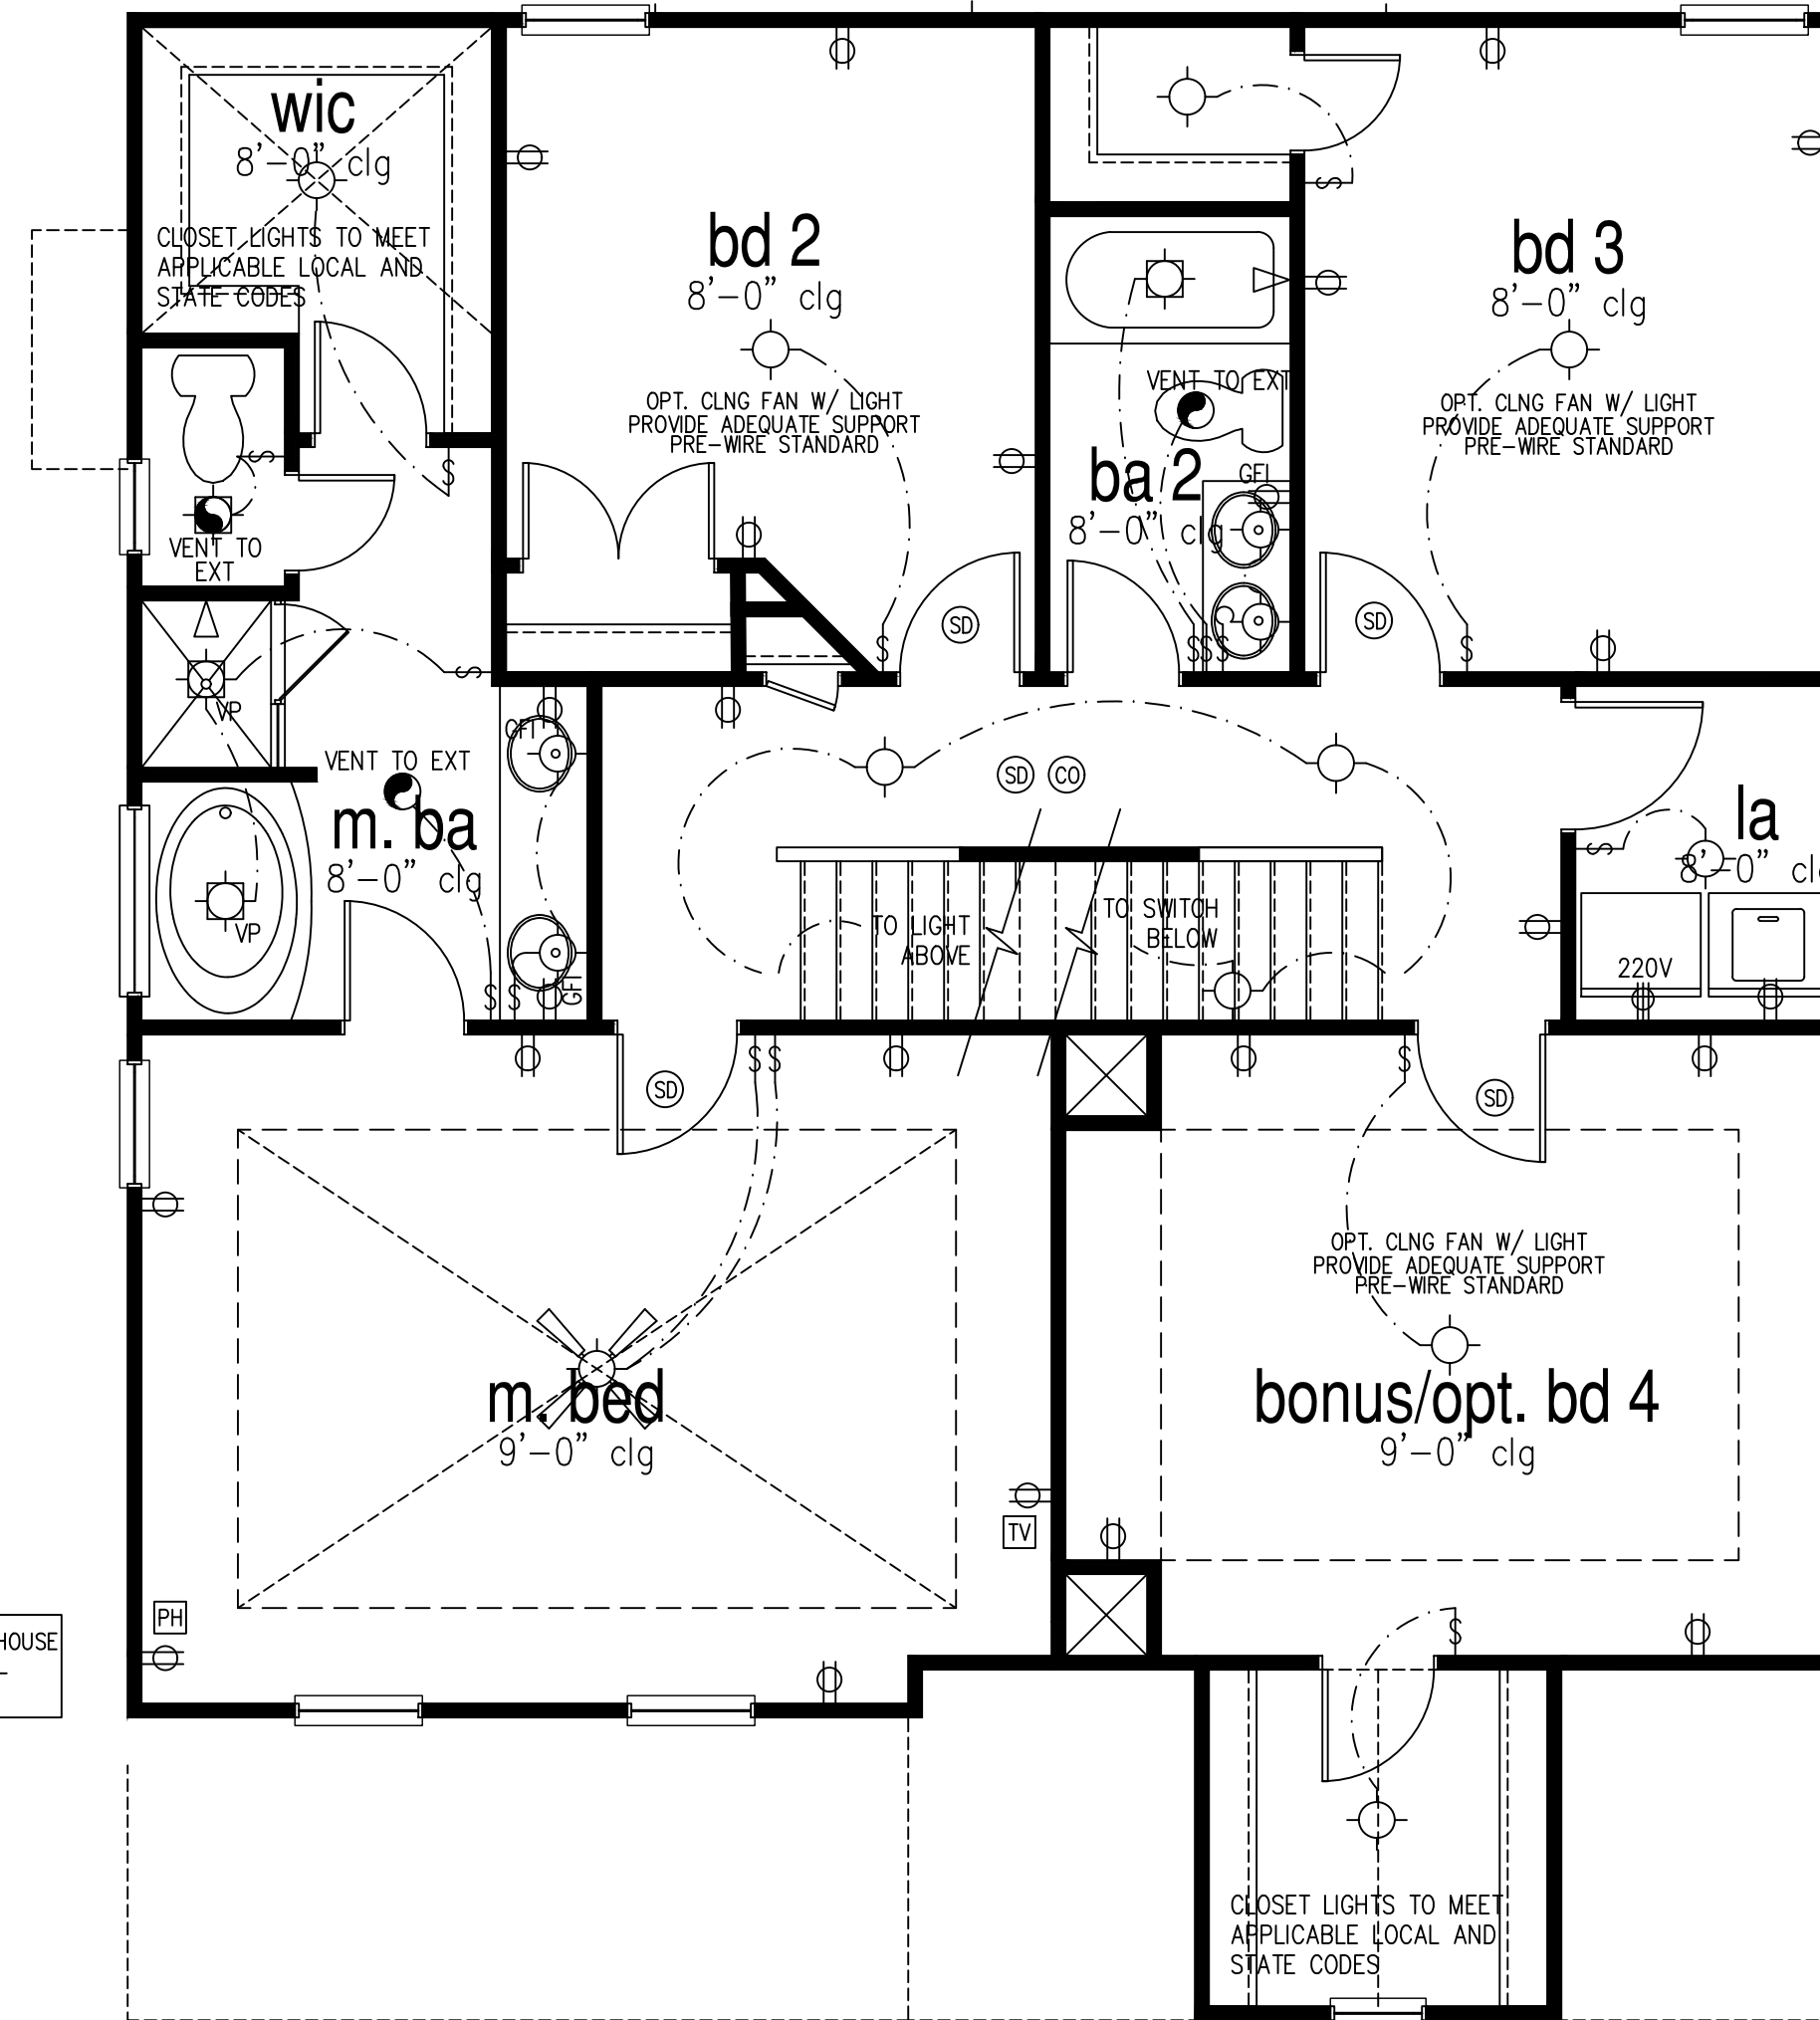 wic
8'-0" clg
CLOSET LIGHTS TO MEET
APPLICABLE LOCAL AND
STATE CODES
bd 2
8'-0" clg
OPT. CLNG FAN W/ LIGHT
PROVIDE ADEQUATE SUPPORT
PRE-WIRE STANDARD
bd 3
8'-0" clg
OPT. CLNG FAN W/ LIGHT
PROVIDE ADEQUATE SUPPORT
PRE-WIRE STANDARD
S
VENT TO EXT
ba 2
8'-0" clg
GFI
S
S
VENT TO
EXT
SD
SD
S
S S S
S
S
VP
GFI
VENT TO EXT
m. ba
8'-0" clg
VP
S S
GFI
SD
CO
TO LIGHT
ABOVE
TO SWITCH
BELOW
la
8'-0" cl
S
220V
SD
S S
S
SD
m. bed
9'-0" clg
OPT. CLNG FAN W/ LIGHT
PROVIDE ADEQUATE SUPPORT
PRE-WIRE STANDARD
bonus/opt. bd 4
9'-0" clg
TV
PH
HOUSE
S
CLOSET LIGHTS TO MEET
APPLICABLE LOCAL AND
STATE CODES